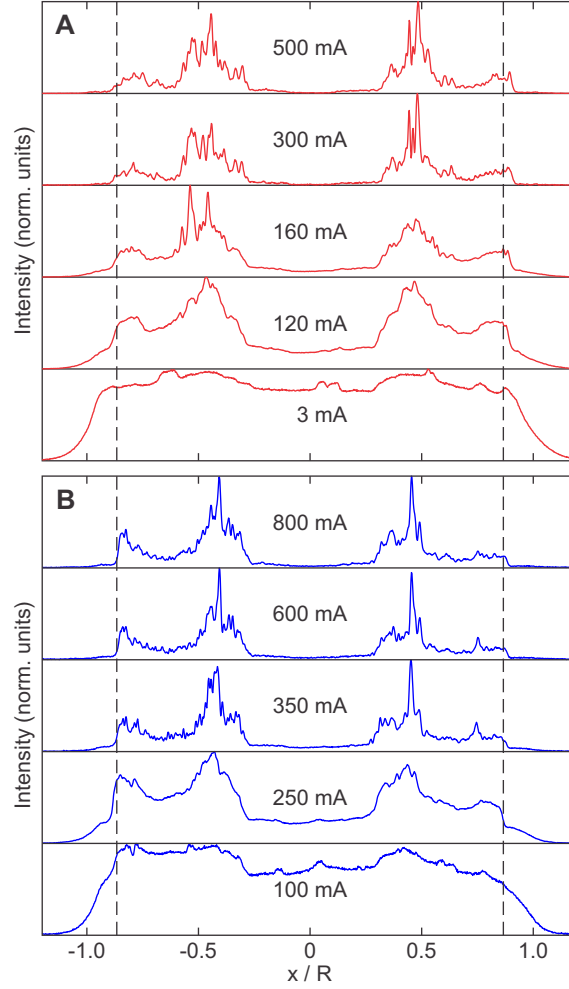 A
500 mA
300 mA
160 mA
120 mA
3 mA
Intensity (norm. units)
B
800 mA
600 mA
350 mA
250 mA
100 mA
Intensity (norm. units)
-1.0 -0.5 0 0.5 1.0
x / R